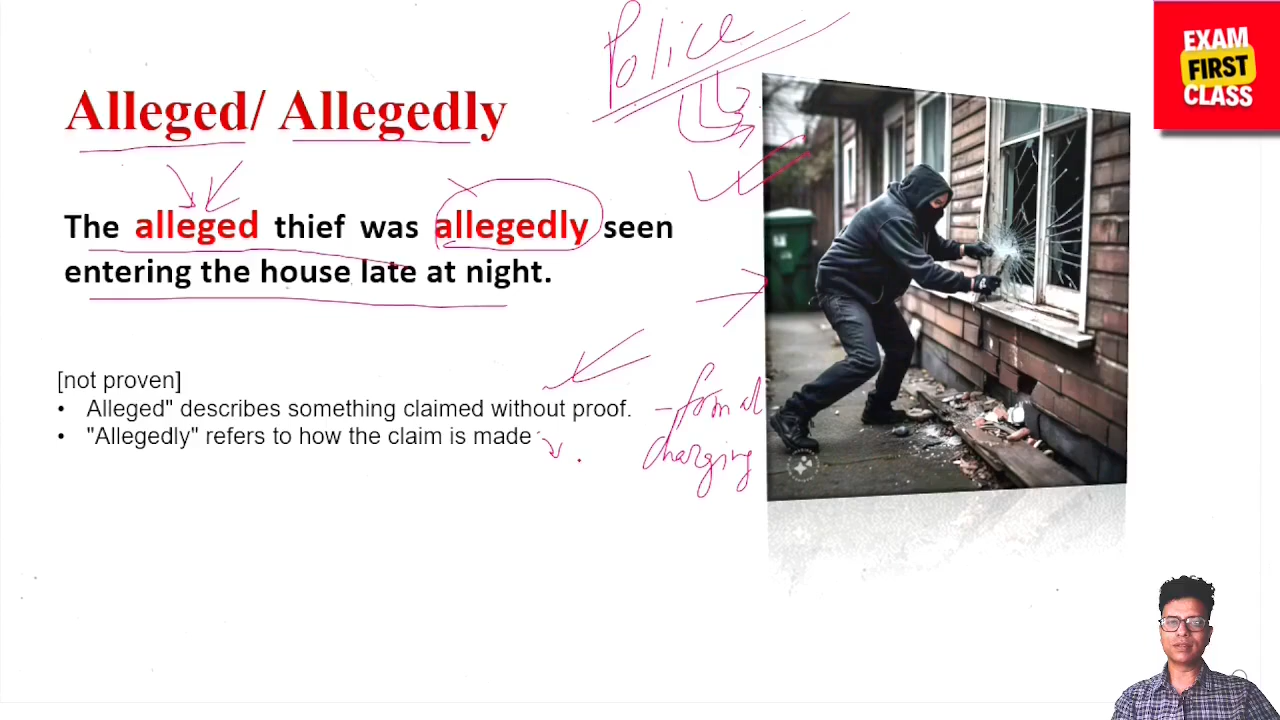 Police
EXAM
FIRST
CLASS
Alleged/ Allegedly
The alleged thief was allegedly seen
entering the house late at night.
[not proven]
• Alleged" describes something claimed without proof.
• "Allegedly" refers to how the claim is made
- formal
charging